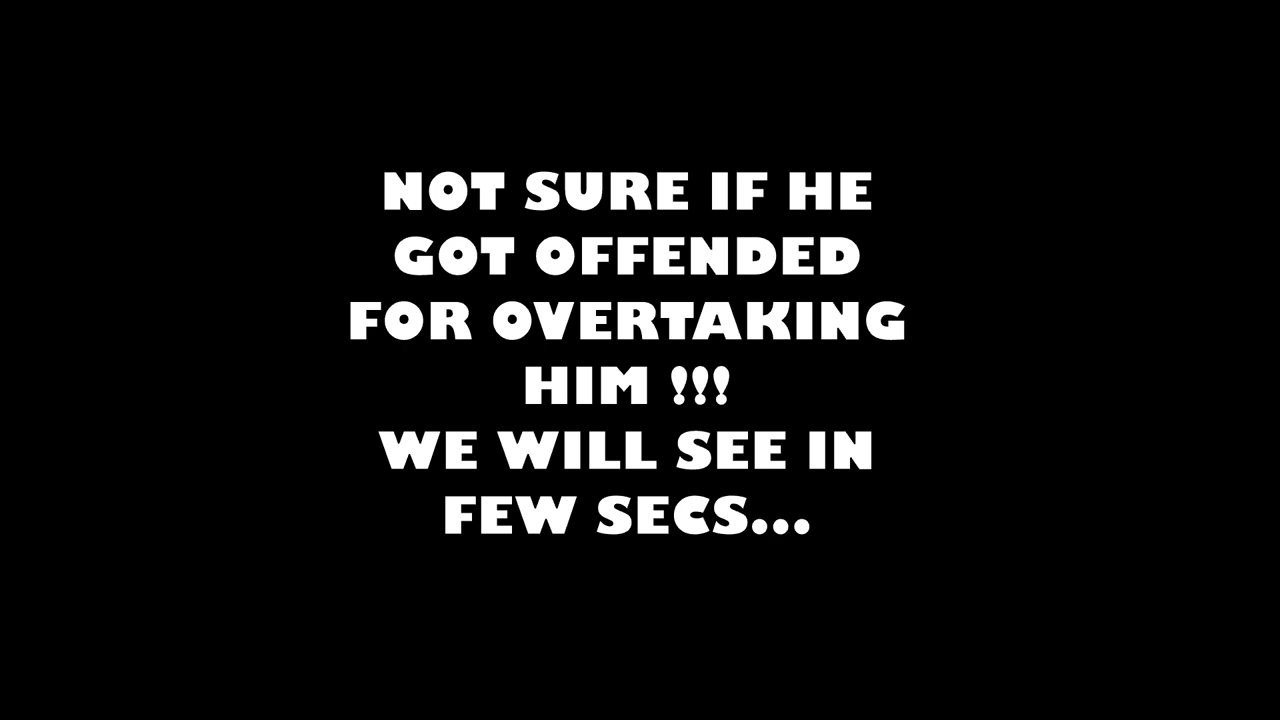 NOT SURE IF HE
GOT OFFENDED
FOR OVERTAKING
HIM !!!
WE WILL SEE IN
FEW SECS...